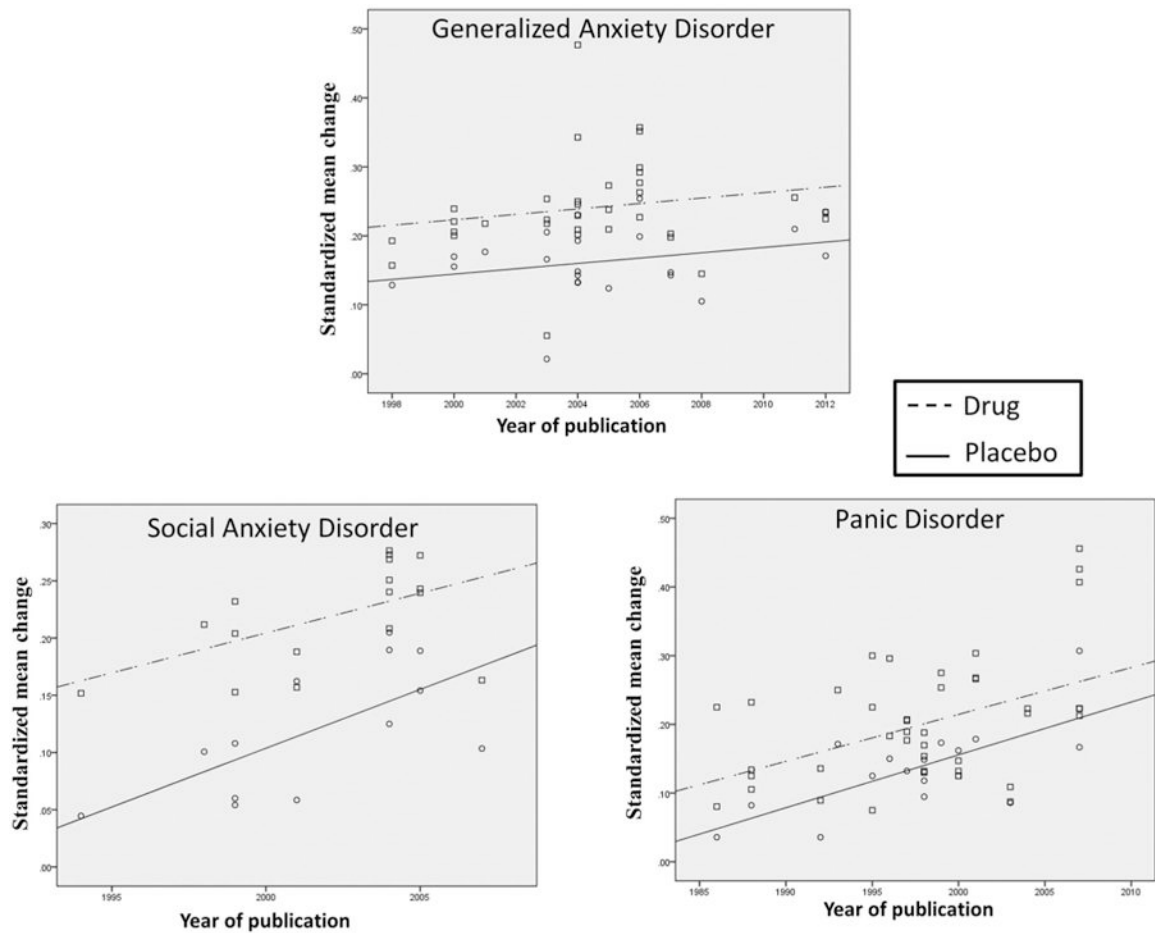 Generalized Anxiety Disorder
Standardized mean change
.50
.40
.30
.20
.10
.00
1998 2000 2002 2004 2006 2008 2010 2012
Year of publication
Drug
Placebo
Social Anxiety Disorder
Standardized mean change
.30
.25
.20
.15
.10
.05
.00
1995 2000 2005
Year of publication
Panic Disorder
Standardized mean change
.50
.40
.30
.20
.10
.00
1985 1990 1995 2000 2005 2010
Year of publication